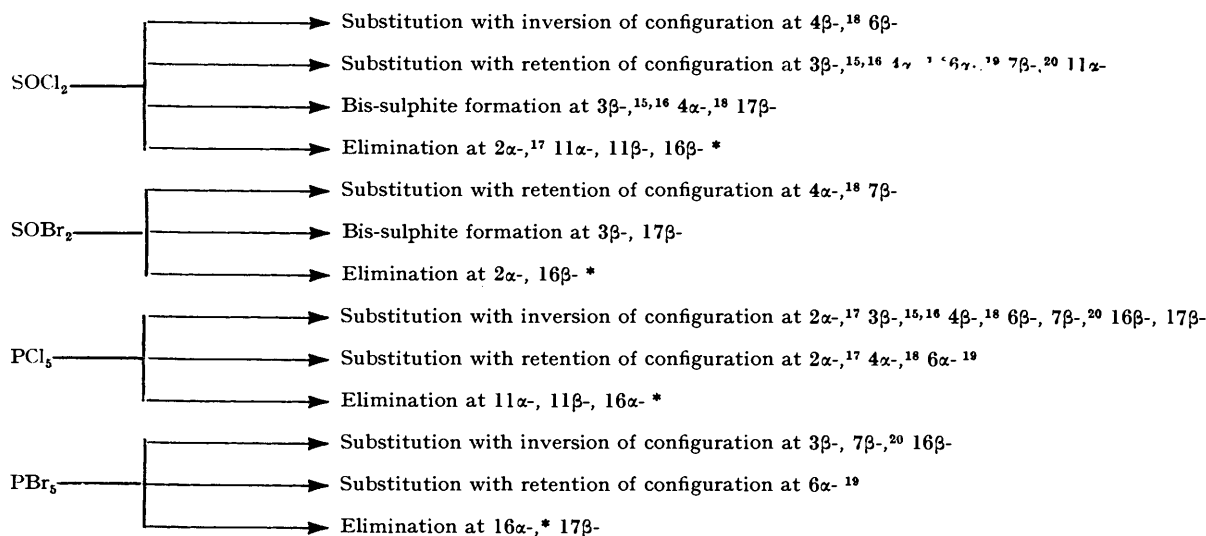 Substitution with inversion of configuration at 4β-,¹⁸ 6β-
Substitution with retention of configuration at 3β-,¹⁵,¹⁶ 6α-,¹⁹ 7β-,²⁰ 11α-
SOCl₂
Bis-sulphite formation at 3β-,¹⁵,¹⁶ 4α-,¹⁸ 17β-
Elimination at 2α-,¹⁷ 11α-, 11β-, 16β- *
Substitution with retention of configuration at 4α-,¹⁸ 7β-
SOBr₂
Bis-sulphite formation at 3β-, 17β-
Elimination at 2α-, 16β- *
Substitution with inversion of configuration at 2α-,¹⁷ 3β-,¹⁵,¹⁶ 4β-,¹⁸ 6β-, 7β-,²⁰ 16β-, 17β-
PCl₅
Substitution with retention of configuration at 2α-,¹⁷ 4α-,¹⁸ 6α- ¹⁹
Elimination at 11α-, 11β-, 16α- *
Substitution with inversion of configuration at 3β-, 7β-,²⁰ 16β-
PBr₅
Substitution with retention of configuration at 6α- ¹⁹
Elimination at 16α-,* 17β-